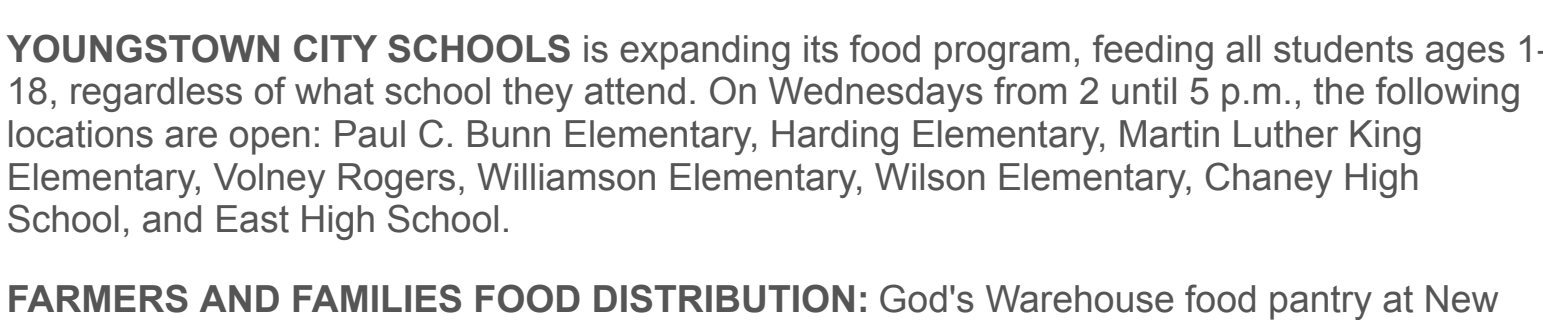 YOUNGSTOWN CITY SCHOOLS is expanding its food program, feeding all students ages 1-
18, regardless of what school they attend. On Wednesdays from 2 until 5 p.m., the following
locations are open: Paul C. Bunn Elementary, Harding Elementary, Martin Luther King
Elementary, Volney Rogers, Williamson Elementary, Wilson Elementary, Chaney High
School, and East High School.
FARMERS AND FAMILIES FOOD DISTRIBUTION: God's Warehouse food pantry at New